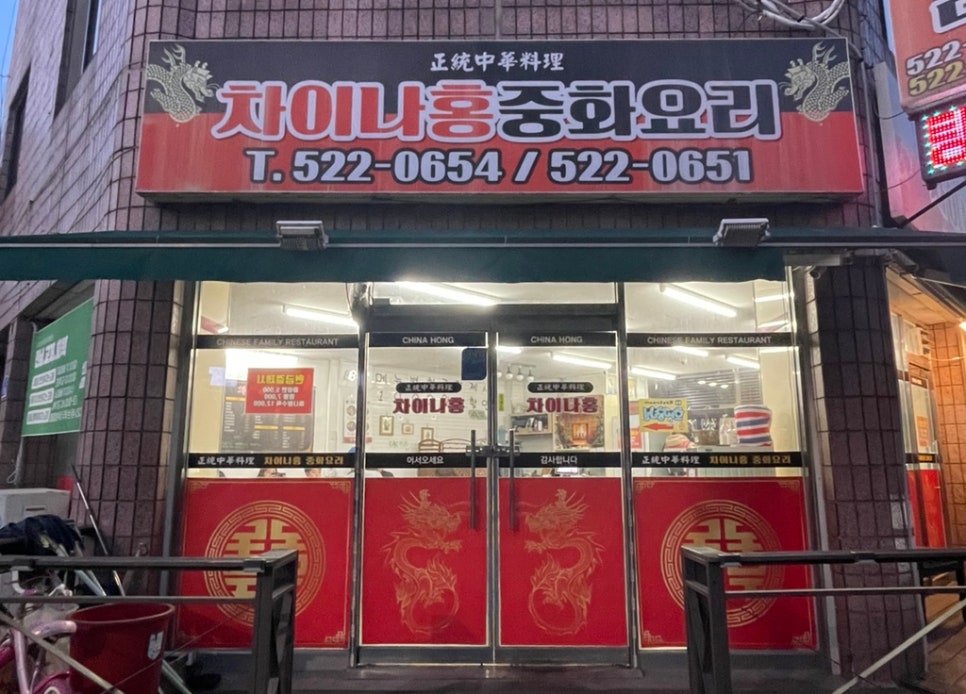 正統中華料理
차이나홍중화요리
T. 522-0654 / 522-0651
522
522
CHINESE FAMILY RESTAURANT
CHINA HONG
CHINA HONG
CHINESE FAMILY RESTAURANT
正統中華料理
차이나홍
正統中華料理
차이나홍
正統中華料理 차이나홍 중화요리
어서오세요
감사합니다
正統中華料理 차이나홍 중화요리